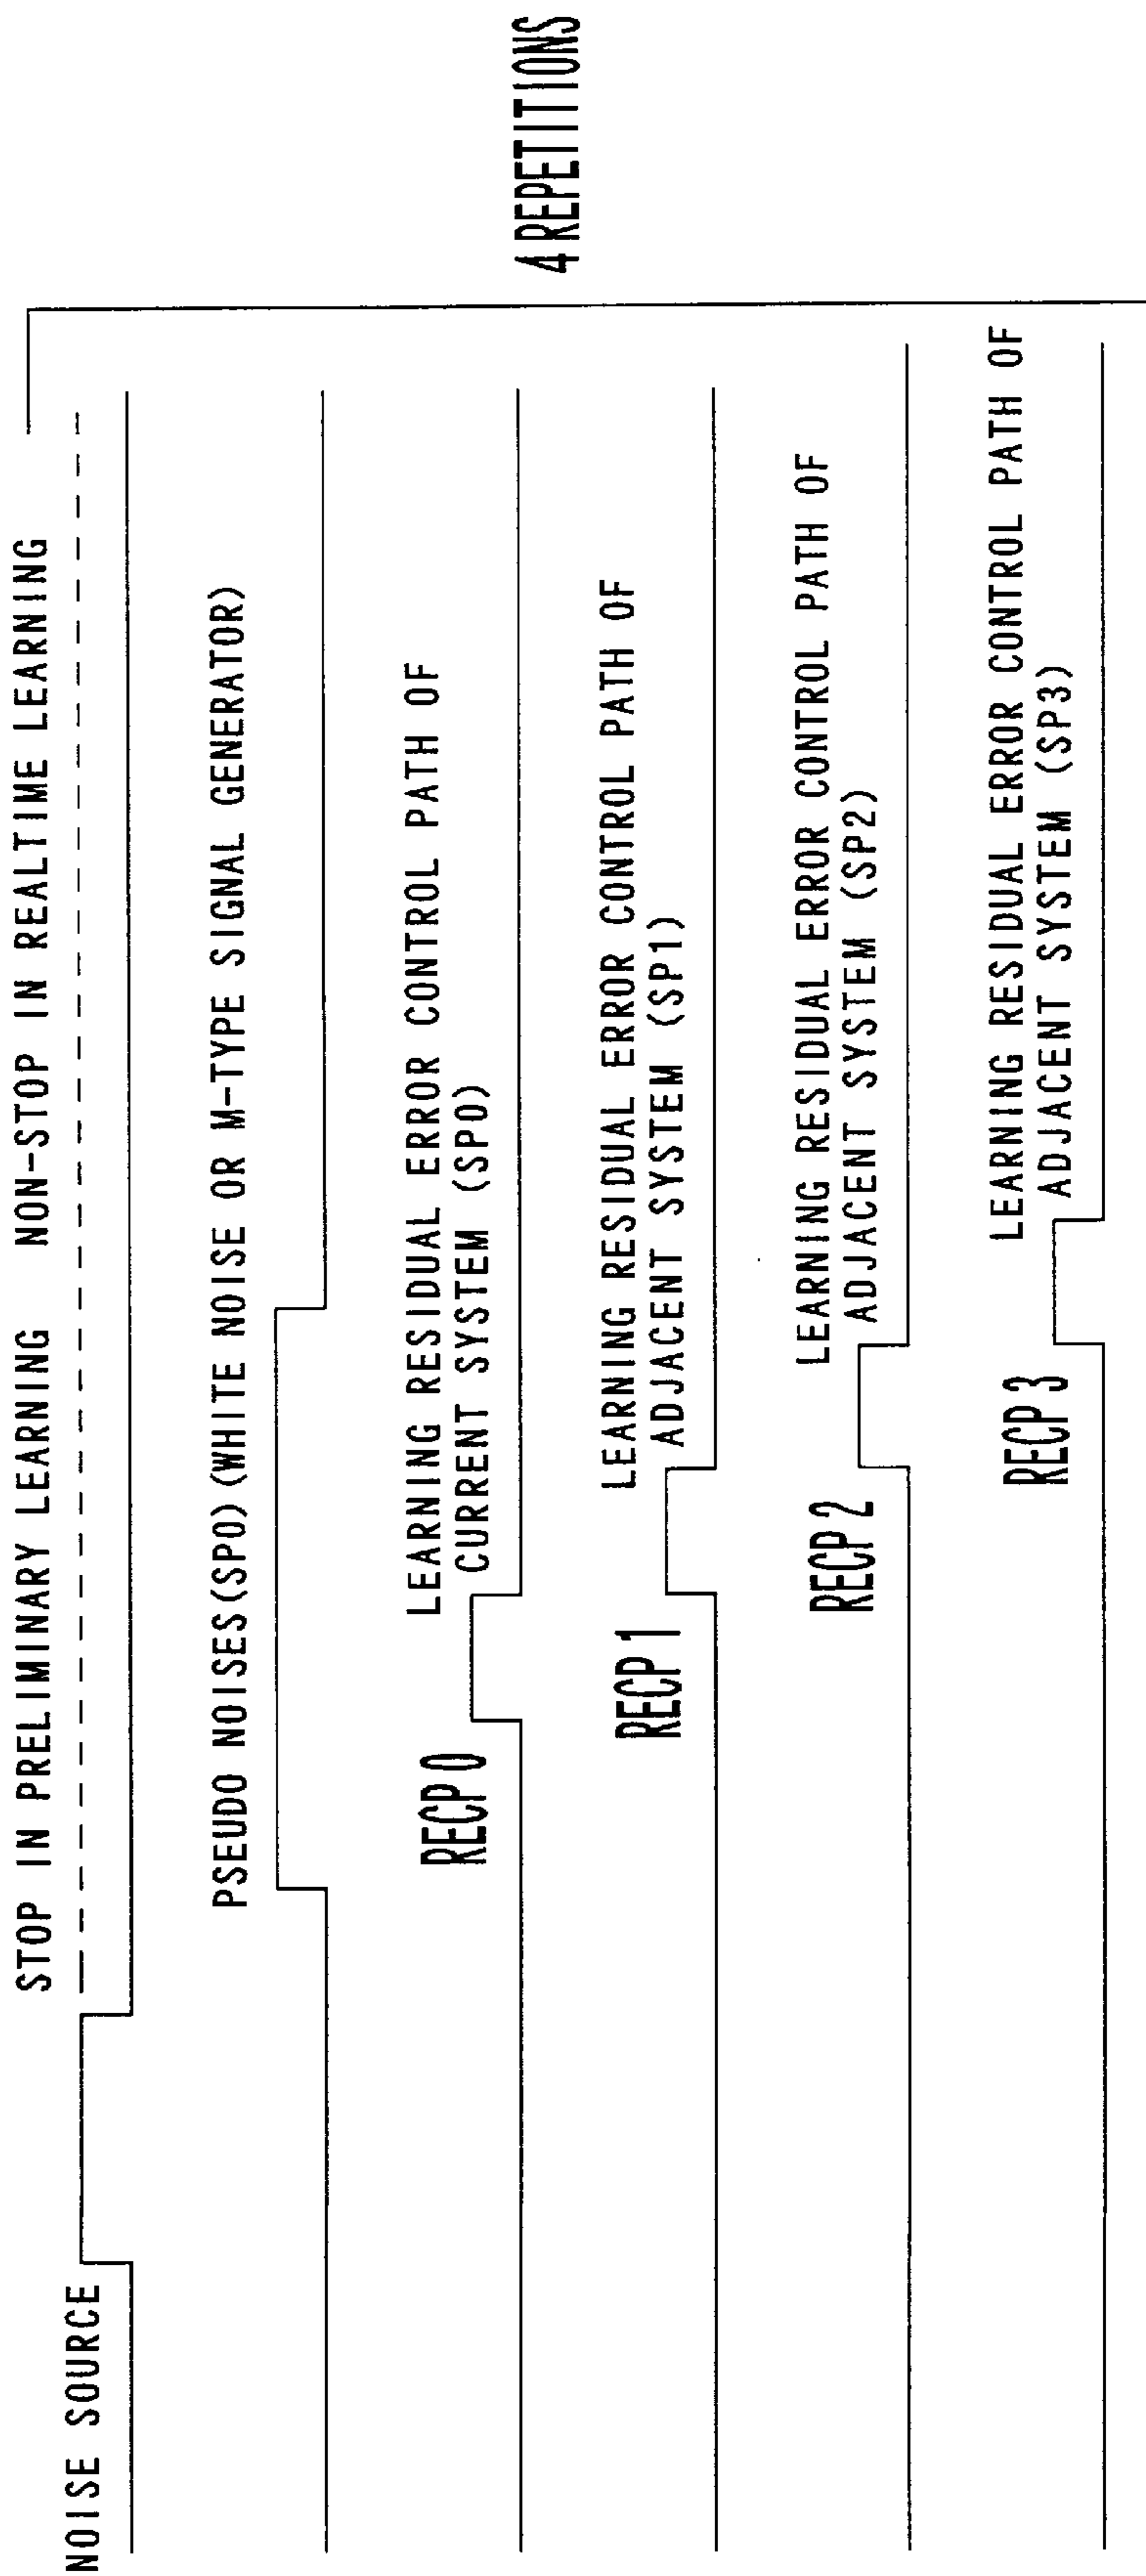 STOP IN PRELIMINARY LEARNING NON-STOP IN REALTIME LEARNING
NOISE SOURCE
PSEUDO NOISES(SP0)(WHITE NOISE OR M-TYPE SIGNAL GENERATOR)
LEARNING RESIDUAL ERROR CONTROL PATH OF
CURRENT SYSTEM (SP0)
RECP 0
4 REPETITIONS
LEARNING RESIDUAL ERROR CONTROL PATH OF
ADJACENT SYSTEM (SP1)
RECP 1
LEARNING RESIDUAL ERROR CONTROL PATH OF
ADJACENT SYSTEM (SP2)
RECP 2
LEARNING RESIDUAL ERROR CONTROL PATH OF
ADJACENT SYSTEM (SP3)
RECP 3